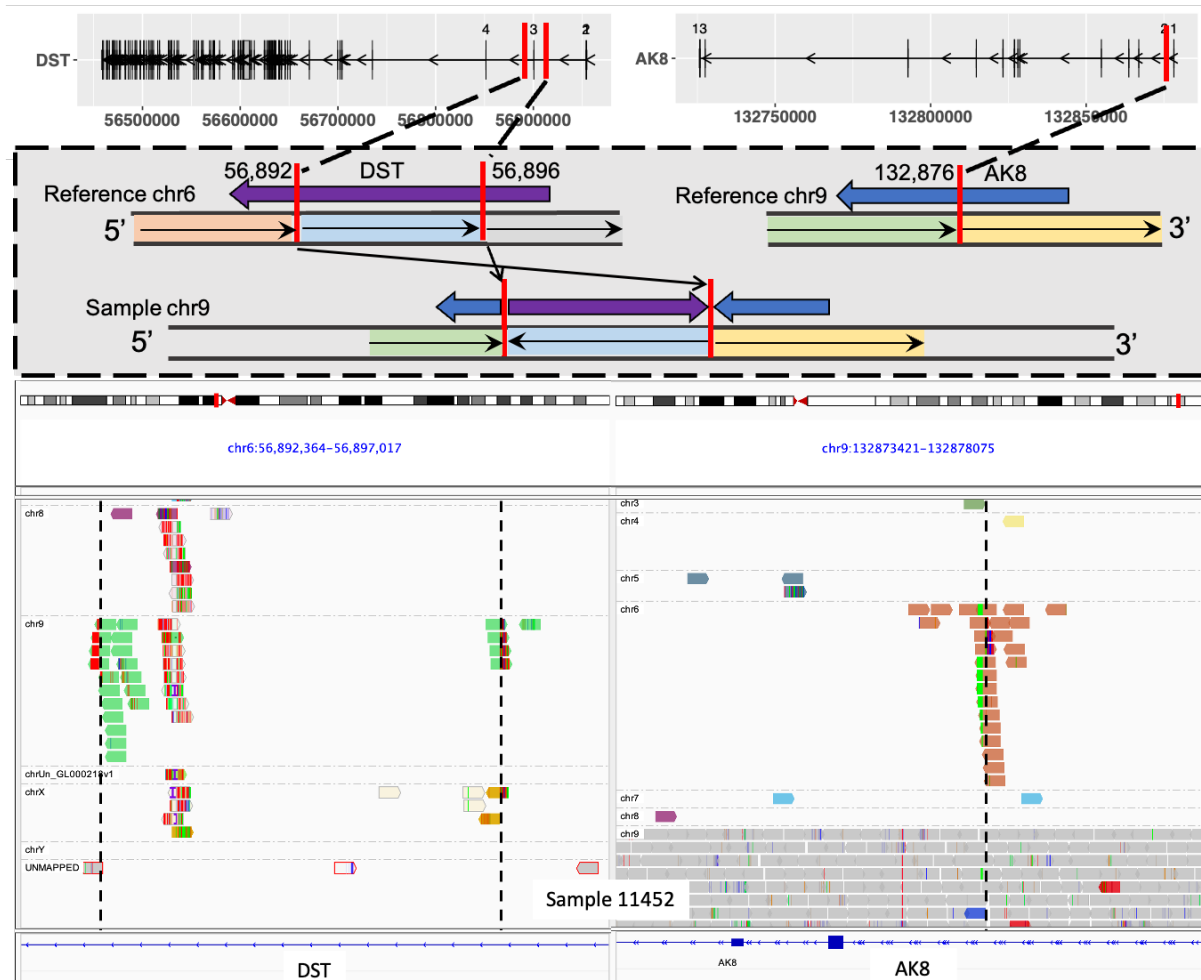 DST
4
3
2
1
56500000
56600000
56700000
56800000
56900000
AK8
13
2
1
132750000
132800000
132850000
56,892
DST
56,896
132,876
AK8
Reference chr6
Reference chr9
5’
3’
Sample chr9
5’
3’
chr6:56,892,364-56,897,017
chr9:132873421-132878075
chr8
chr9
chrUn_GL000218v1
chrX
chrY
UNMAPPED
chr3
chr4
chr5
chr6
chr7
chr8
chr9
Sample 11452
DST
AK8
AK8